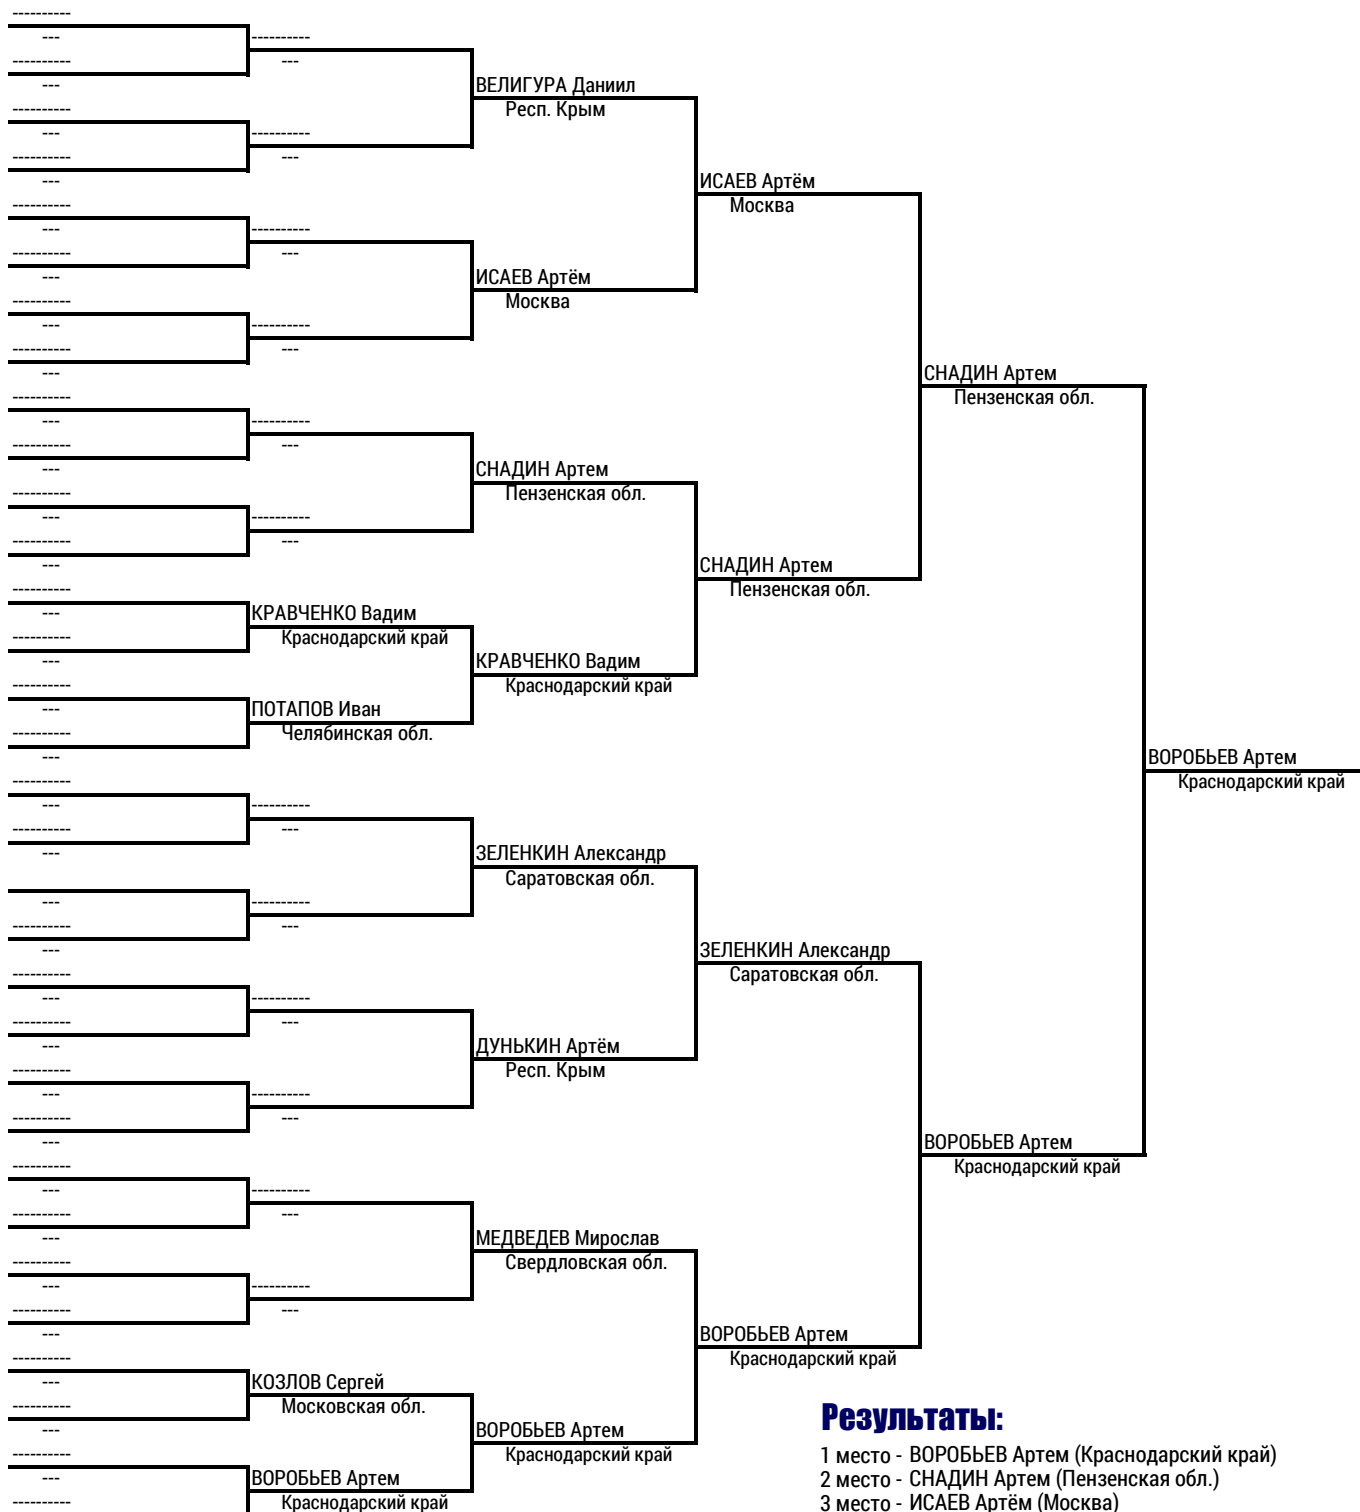 ----------
---
----------
---
----------
---
----------
---
----------
---
----------
---
----------
---
----------
---
----------
---
----------
---
----------
---
----------
---
----------
---
----------
---
----------
---
----------
---
----------
---
----------
---
---
----------
---
----------
---
----------
---
----------
---
----------
---
----------
---
----------
---
----------
---
----------
---
----------
---
----------
---
----------
---
----------
----------
---
----------
---
----------
---
----------
---
----------
---
----------
---
КРАВЧЕНКО Вадим
Краснодарский край
ПОТАПОВ Иван
Челябинская обл.
----------
---
----------
---
----------
---
----------
---
----------
---
----------
---
КОЗЛОВ Сергей
Московская обл.
ВОРОБЬЕВ Артем
Краснодарский край
ВЕЛИГУРА Даниил
Респ. Крым
ИСАЕВ Артём
Москва
СНАДИН Артем
Пензенская обл.
КРАВЧЕНКО Вадим
Краснодарский край
ЗЕЛЕНКИН Александр
Саратовская обл.
ДУНЬКИН Артём
Респ. Крым
МЕДВЕДЕВ Мирослав
Свердловская обл.
ВОРОБЬЕВ Артем
Краснодарский край
ИСАЕВ Артём
Москва
СНАДИН Артем
Пензенская обл.
ЗЕЛЕНКИН Александр
Саратовская обл.
ВОРОБЬЕВ Артем
Краснодарский край
СНАДИН Артем
Пензенская обл.
ВОРОБЬЕВ Артем
Краснодарский край
ВОРОБЬЕВ Артем
Краснодарский край
Результаты:
1 место - ВОРОБЬЕВ Артем (Краснодарский край)
2 место - СНАДИН Артем (Пензенская обл.)
3 место - ИСАЕВ Артём (Москва)